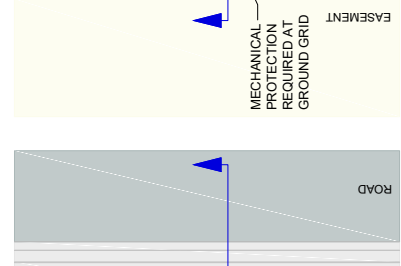 MECHANICAL
PROTECTION
REQUIRED AT
GROUND GRID
EASEMENT
ROAD